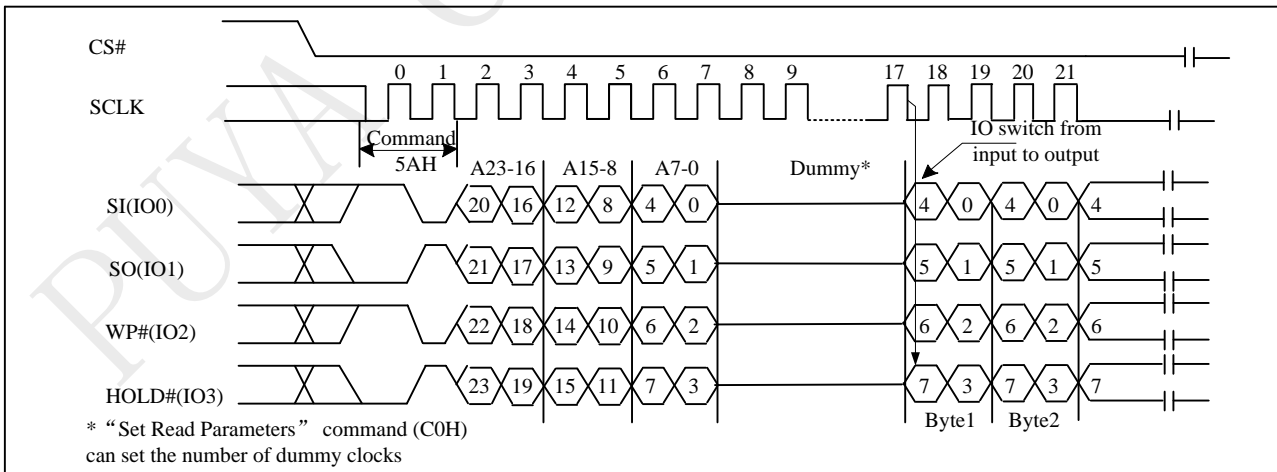 CS#
0 1 2 3 4 5 6 7 8 9 17 18 19 20 21
SCLK
Command
5AH
IO switch from
input to output
A23-16 A15-8 A7-0 Dummy*
SI(IO0) 20 16 12 8 4 0 4 0 4 0 4
SO(IO1) 21 17 13 9 5 1 5 1 5 1 5
WP#(IO2) 22 18 14 10 6 2 6 2 6 2 6
HOLD#(IO3) 23 19 15 11 7 3 7 3 7 3 7
Byte1 Byte2
* “Set Read Parameters” command (C0H)
can set the number of dummy clocks
PUYA